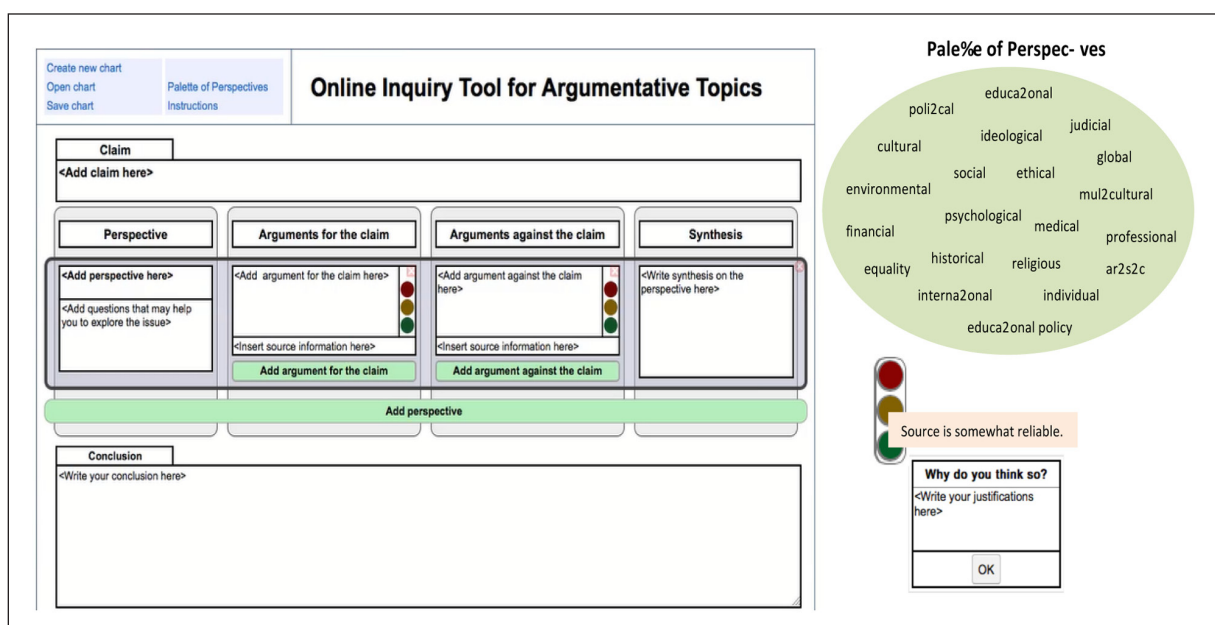 Create new chart
Open chart
Save chart
Palette of Perspectives
Instructions
Online Inquiry Tool for Argumentative Topics
Claim
<Add claim here>
Perspective
Arguments for the claim
Arguments against the claim
Synthesis
<Add perspective here>
<Add questions that may help
you to explore the issue>
<Add  argument for the claim here>
<Insert source information here>
Add argument for the claim
<Add argument against the claim
here>
<Insert source information here>
Add argument against the claim
<Write synthesis on the
perspective here>
Add perspective
Conclusion
<Write your conclusion here>
Pale%e of Perspec- ves
educa2onal
poli2cal
ideological
judicial
cultural
global
social
ethical
environmental
mul2cultural
psychological
medical
financial
professional
historical
religious
equality
ar2s2c
interna2onal
individual
educa2onal policy
Source is somewhat reliable.
Why do you think so?
<Write your justifications
here>
OK